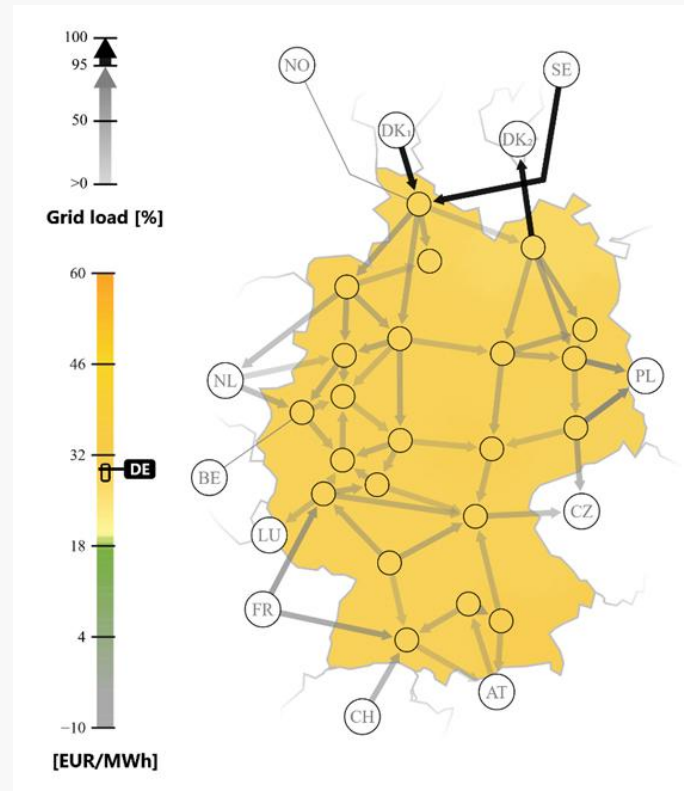 100
95
50
>0
Grid load [%]
NO
SE
DK₁
DK₂
60
46
32
DE
18
4
−10
[EUR/MWh]
NL
PL
BE
CZ
LU
FR
AT
CH